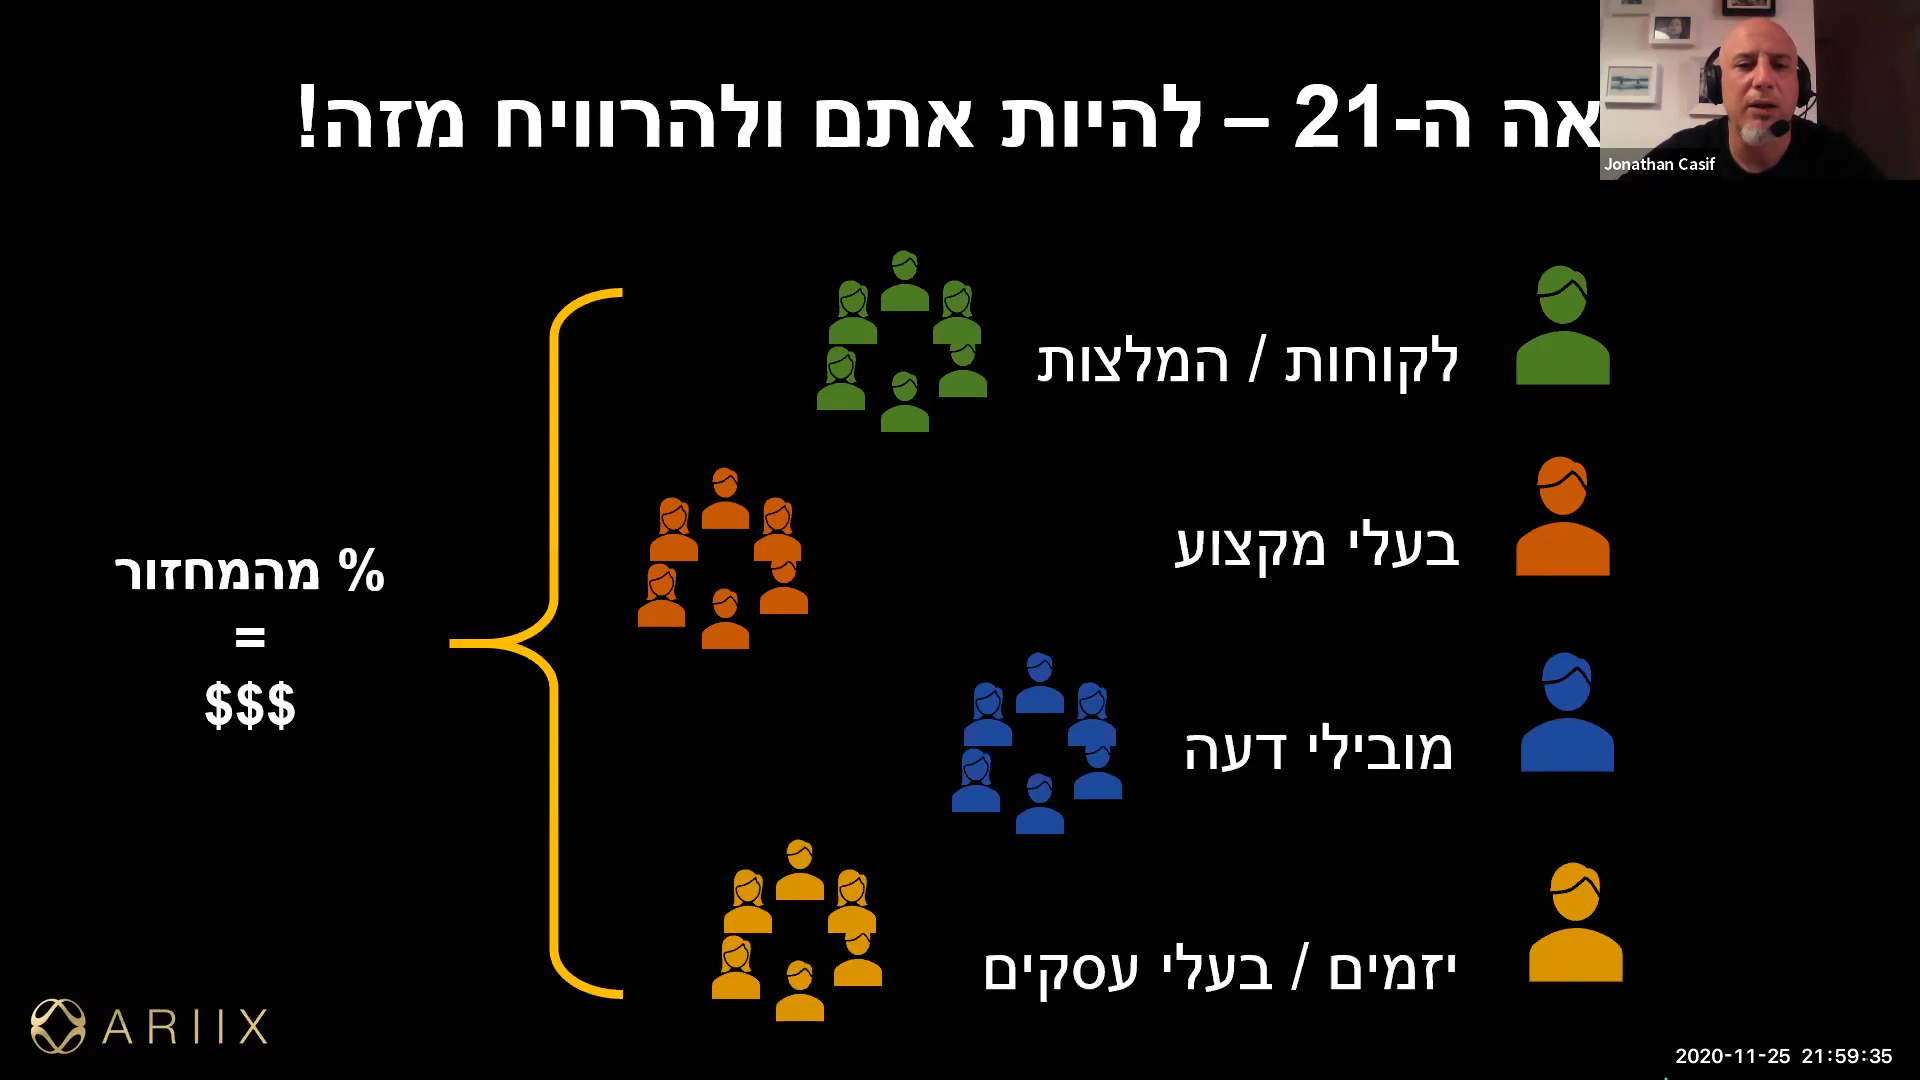 אה ה-21 – להיות אתם ולהרוויח מזה!
Jonathan Casif
לקוחות / המלצות
בעלי מקצוע
מובילי דעה
יזמים / בעלי עסקים
% מהמחזור
=
$$$
ARIIX
2020-11-25 21:59:35